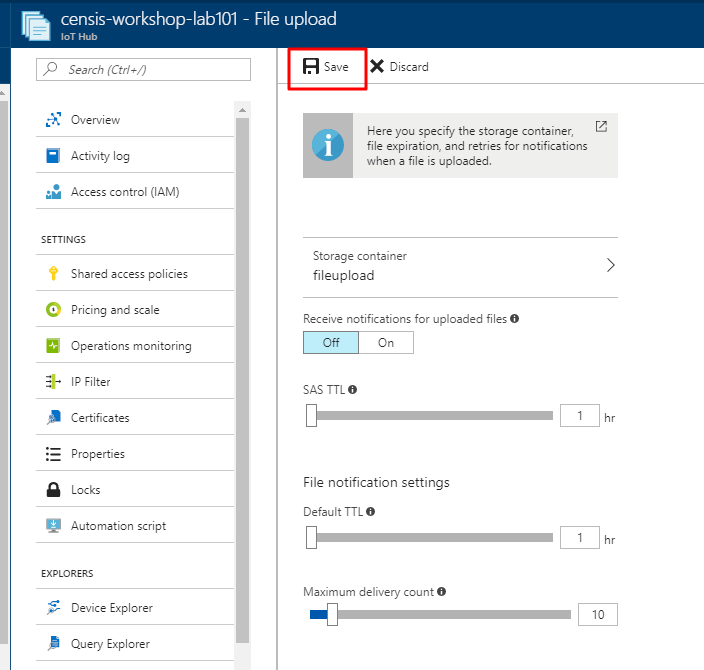 censis-workshop-lab101 - File upload
IoT Hub
Search (Ctrl+/)
Overview
Activity log
Access control (IAM)
SETTINGS
Shared access policies
Pricing and scale
Operations monitoring
IP Filter
Certificates
Properties
Locks
Automation script
EXPLORERS
Device Explorer
Query Explorer
Save
Discard
Here you specify the storage container,
file expiration, and retries for notifications
when a file is uploaded.
Storage container
fileupload
Receive notifications for uploaded files
Off
On
SAS TTL
1 hr
File notification settings
Default TTL
1 hr
Maximum delivery count
10